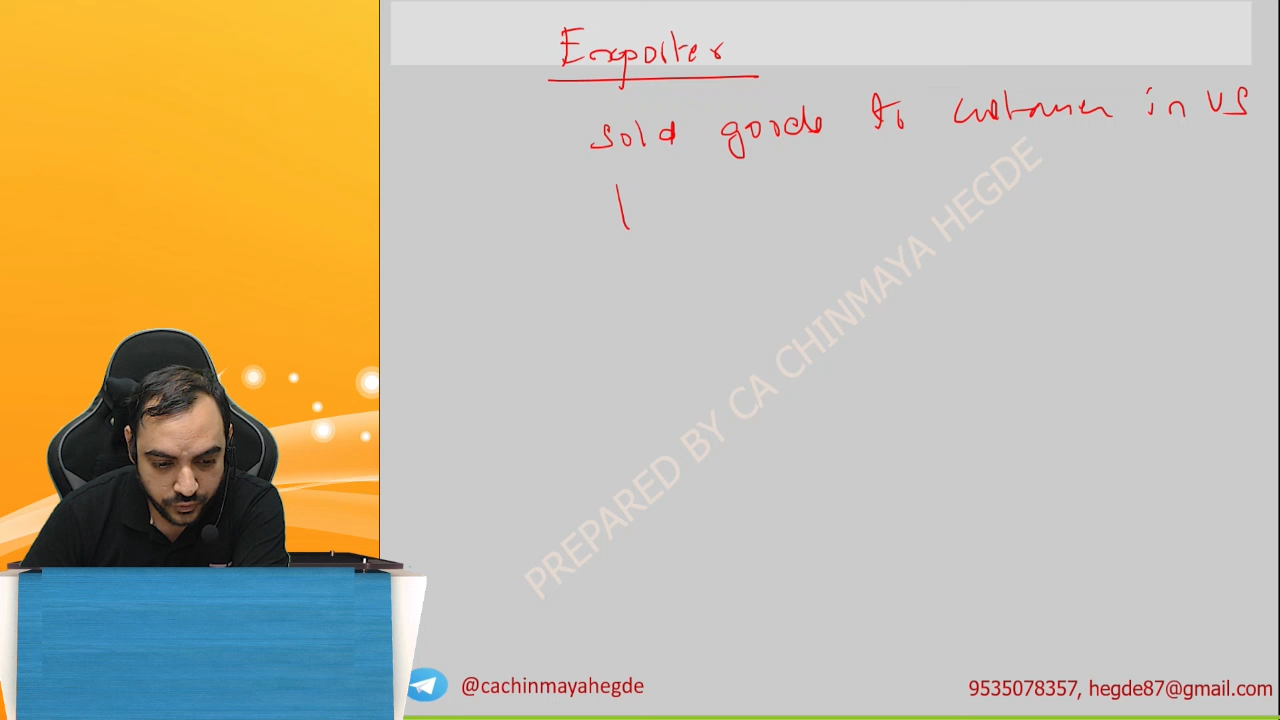 Exporter
sold goods to customer in US
PREPARED BY CA CHINMAYA HEGDE
@cachinmayahegde
9535078357, hegde87@gmail.com